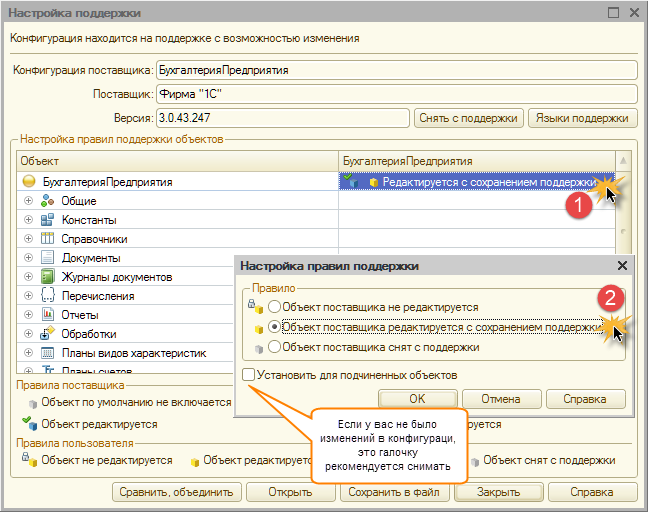 Настройка поддержки
Конфигурация находится на поддержке с возможностью изменения
Конфигурация поставщика: БухгалтерияПредприятия
Поставщик: Фирма "1С"
Версия: 3.0.43.247 Снять с поддержки Языки поддержки
Настройка правил поддержки объектов
Объект БухгалтерияПредприятия
БухгалтерияПредприятия Редактируется с сохранением поддержки
1
Общие
Константы
Справочники
Документы
Журналы документов
Перечисления
Отчеты
Обработки
Планы видов характеристик
Планы счетов
Настройка правил поддержки
Правило
2
Объект поставщика не редактируется
Объект поставщика редактируется с сохранением поддержки
Объект поставщика снят с поддержки
Установить для подчиненных объектов
OK Отмена Справка
Если у вас не было
изменений в конфигураци,
это галочку
рекомендуется снимать
Правила поставщика
Объект по умолчанию не включается
Объект редактируется
Правила пользователя
Объект не редактируется Объект редактирует Объект снят с поддержки
Сравнить, объединить Открыть Сохранить в файл Закрыть Справка